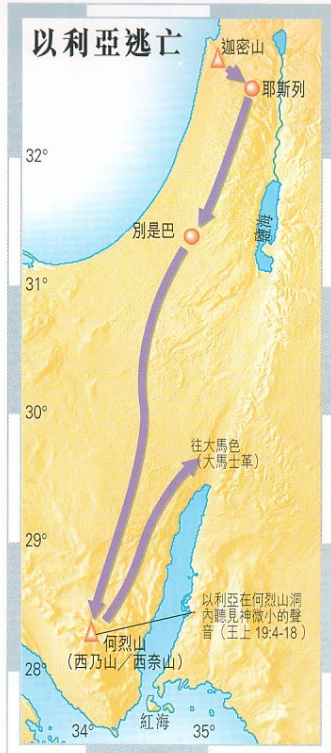 以利亞逃亡
迦密山
耶斯列
32°
鹽海
別是巴
31°
30°
往大馬色
（大馬士革）
29°
以利亞在何烈山洞
內聽見神微小的聲
音（王上 19:4-18）
何烈山
（西乃山／西奈山）
28°
34°
紅海
35°